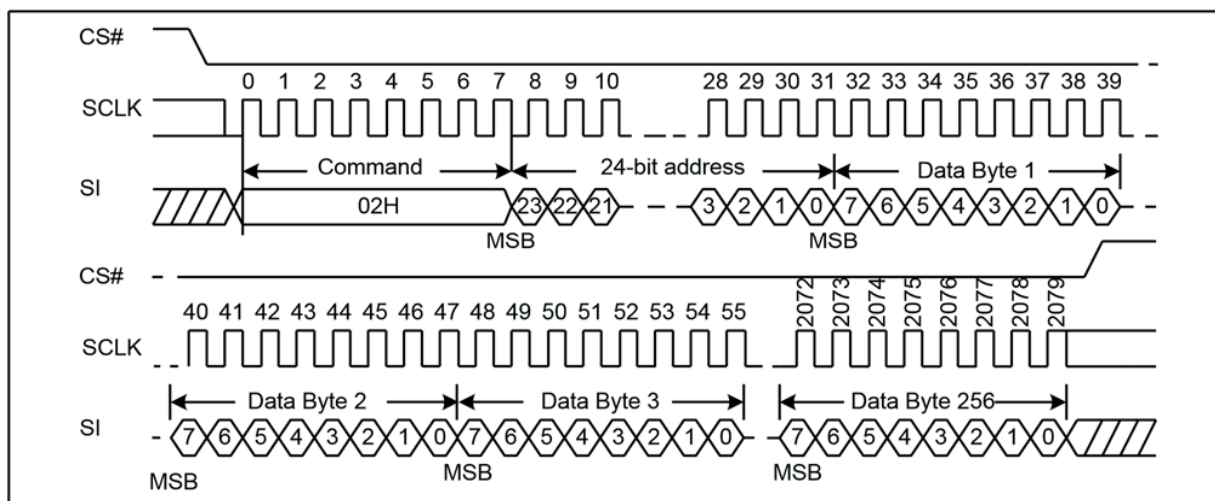 CS#
0 1 2 3 4 5 6 7 8 9 10 28 29 30 31 32 33 34 35 36 37 38 39
SCLK
Command 24-bit address Data Byte 1
SI
02H 23 22 21 3 2 1 0 7 6 5 4 3 2 1 0
MSB MSB
CS#
40 41 42 43 44 45 46 47 48 49 50 51 52 53 54 55 2072 2073 2074 2075 2076 2077 2078 2079
SCLK
Data Byte 2 Data Byte 3 Data Byte 256
SI
7 6 5 4 3 2 1 0 7 6 5 4 3 2 1 0 7 6 5 4 3 2 1 0
MSB MSB MSB